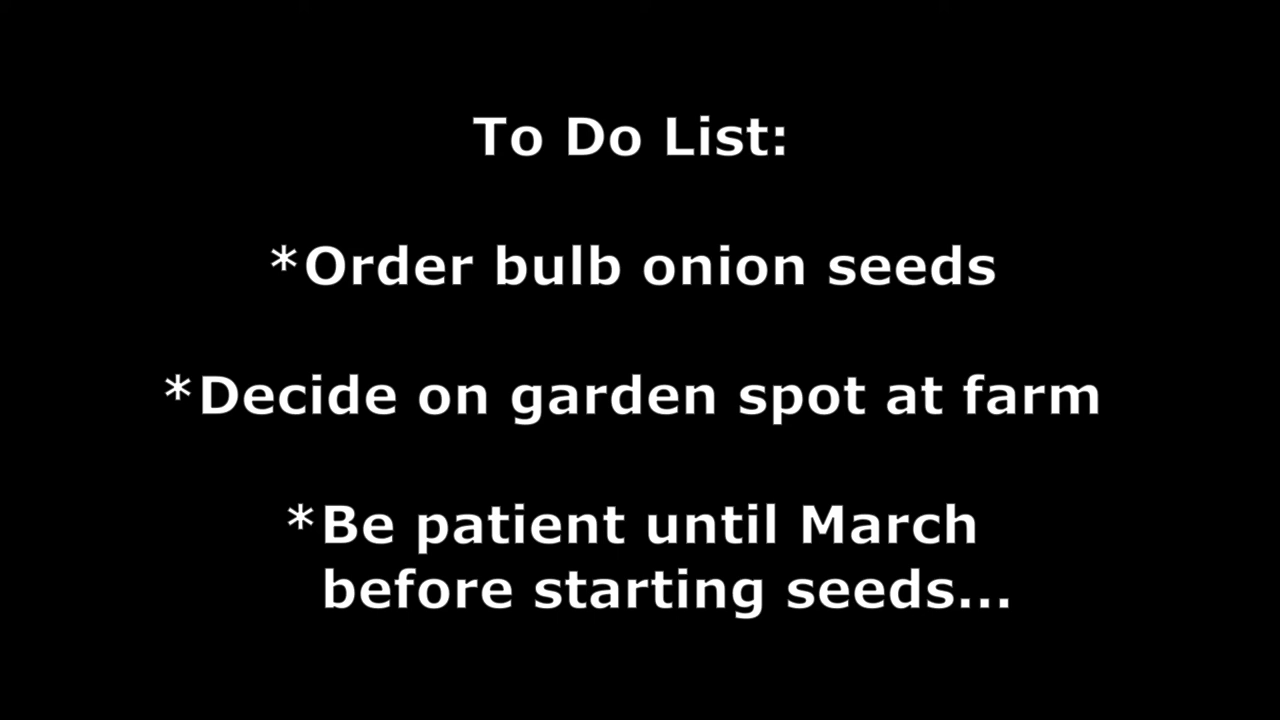 To Do List:
*Order bulb onion seeds
*Decide on garden spot at farm
*Be patient until March
before starting seeds...